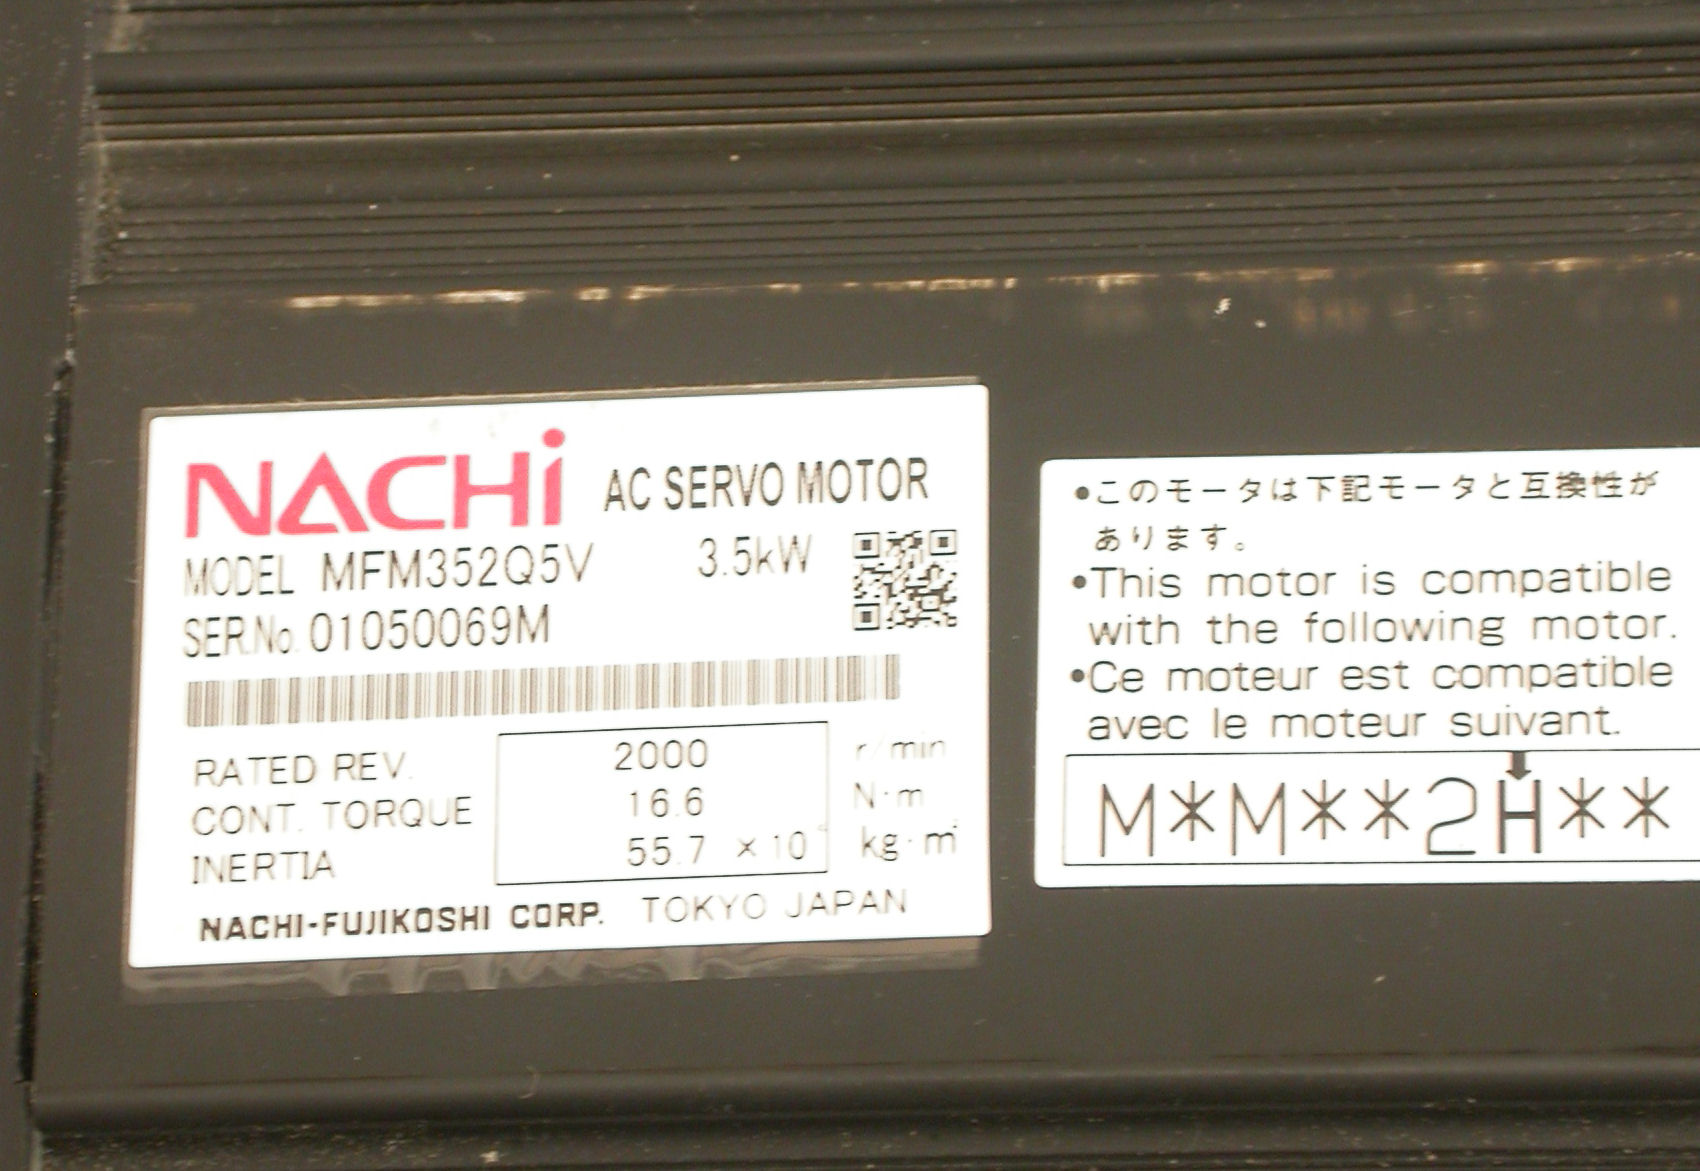 NACHi AC SERVO MOTOR
MODEL MFM352Q5V 3.5kW
SER.No. 01050069M
RATED REV. 2000 r/min
CONT. TORQUE 16.6 N·m
INERTIA 55.7 ×10 kg·m²
NACHI-FUJIKOSHI CORP. TOKYO JAPAN
•このモータは下記モータと互換性が
あります。
•This motor is compatible
with the following motor.
•Ce moteur est compatible
avec le moteur suivant.
M*M**2H**